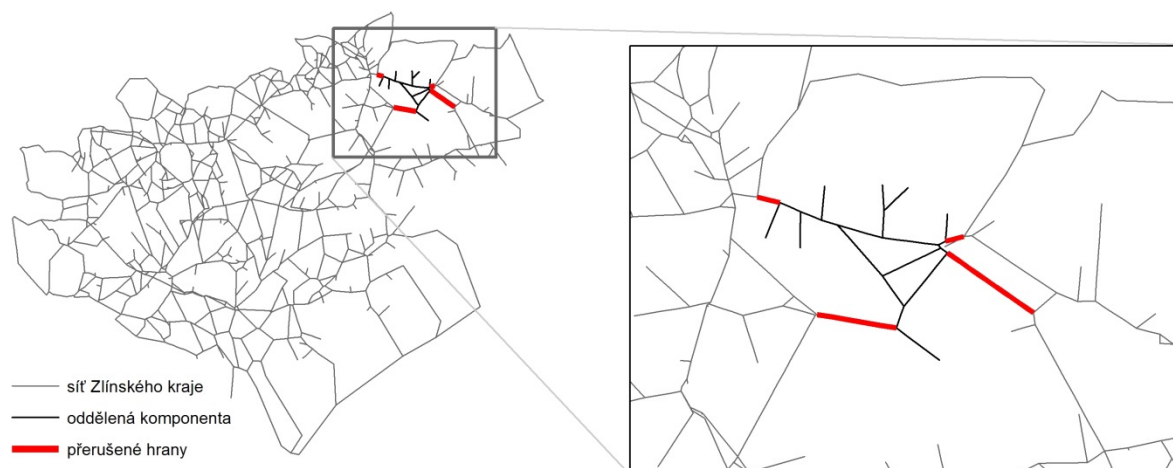 síť Zlínského kraje
oddělená komponenta
přerušené hrany